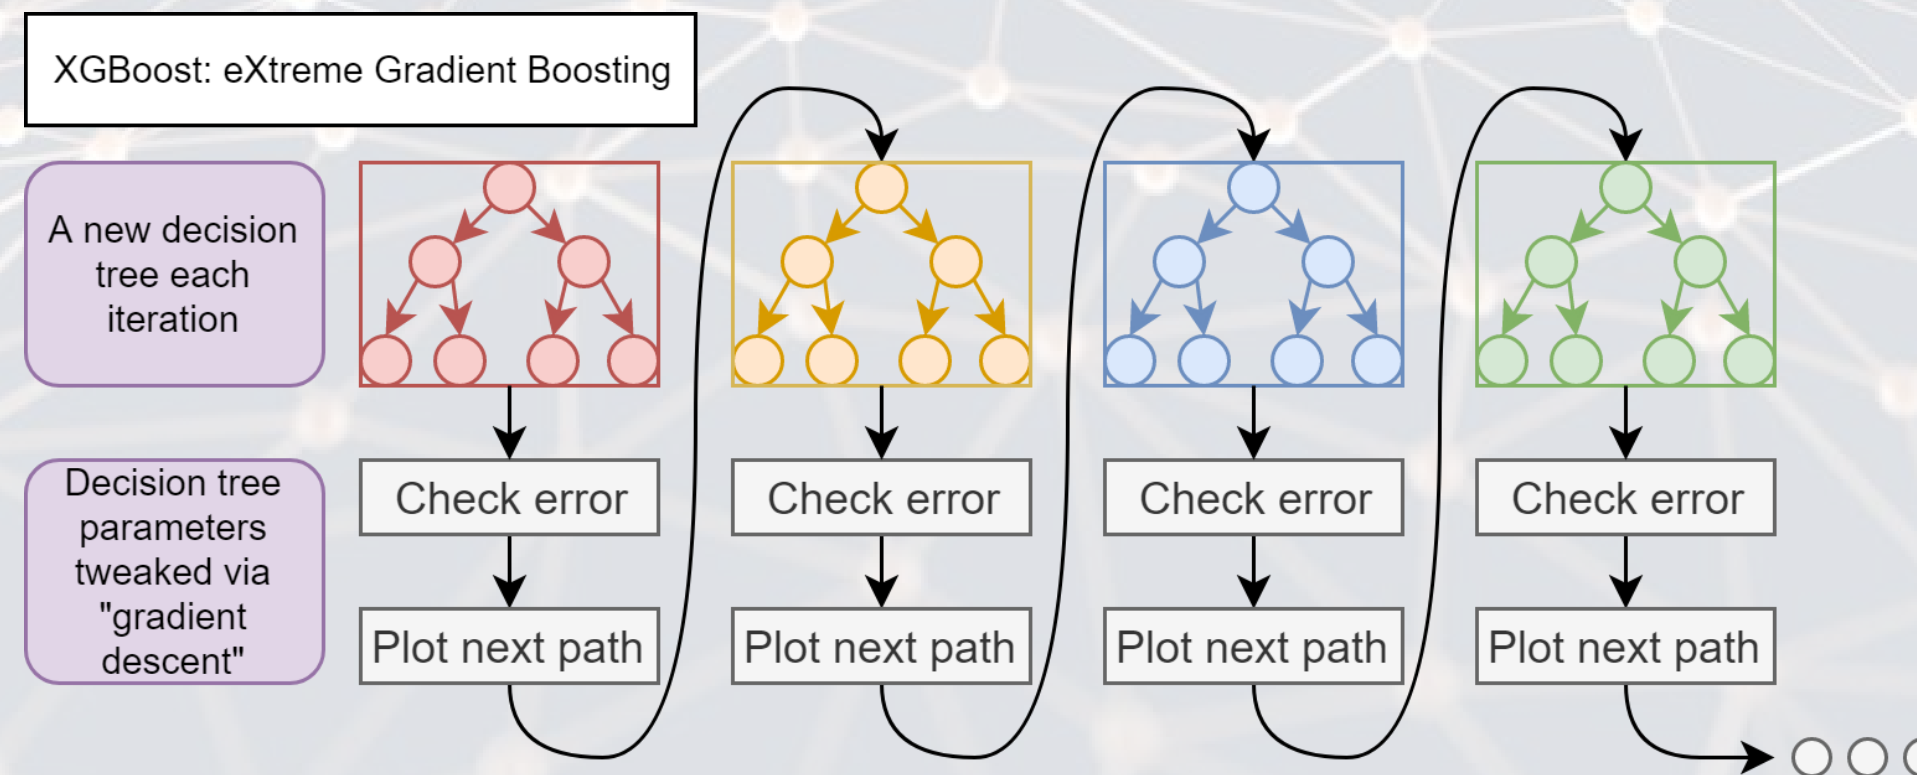 XGBoost: eXtreme Gradient Boosting
A new decision
tree each
iteration
Decision tree
parameters
tweaked via
"gradient
descent"
Check error
Check error
Check error
Check error
Plot next path
Plot next path
Plot next path
Plot next path